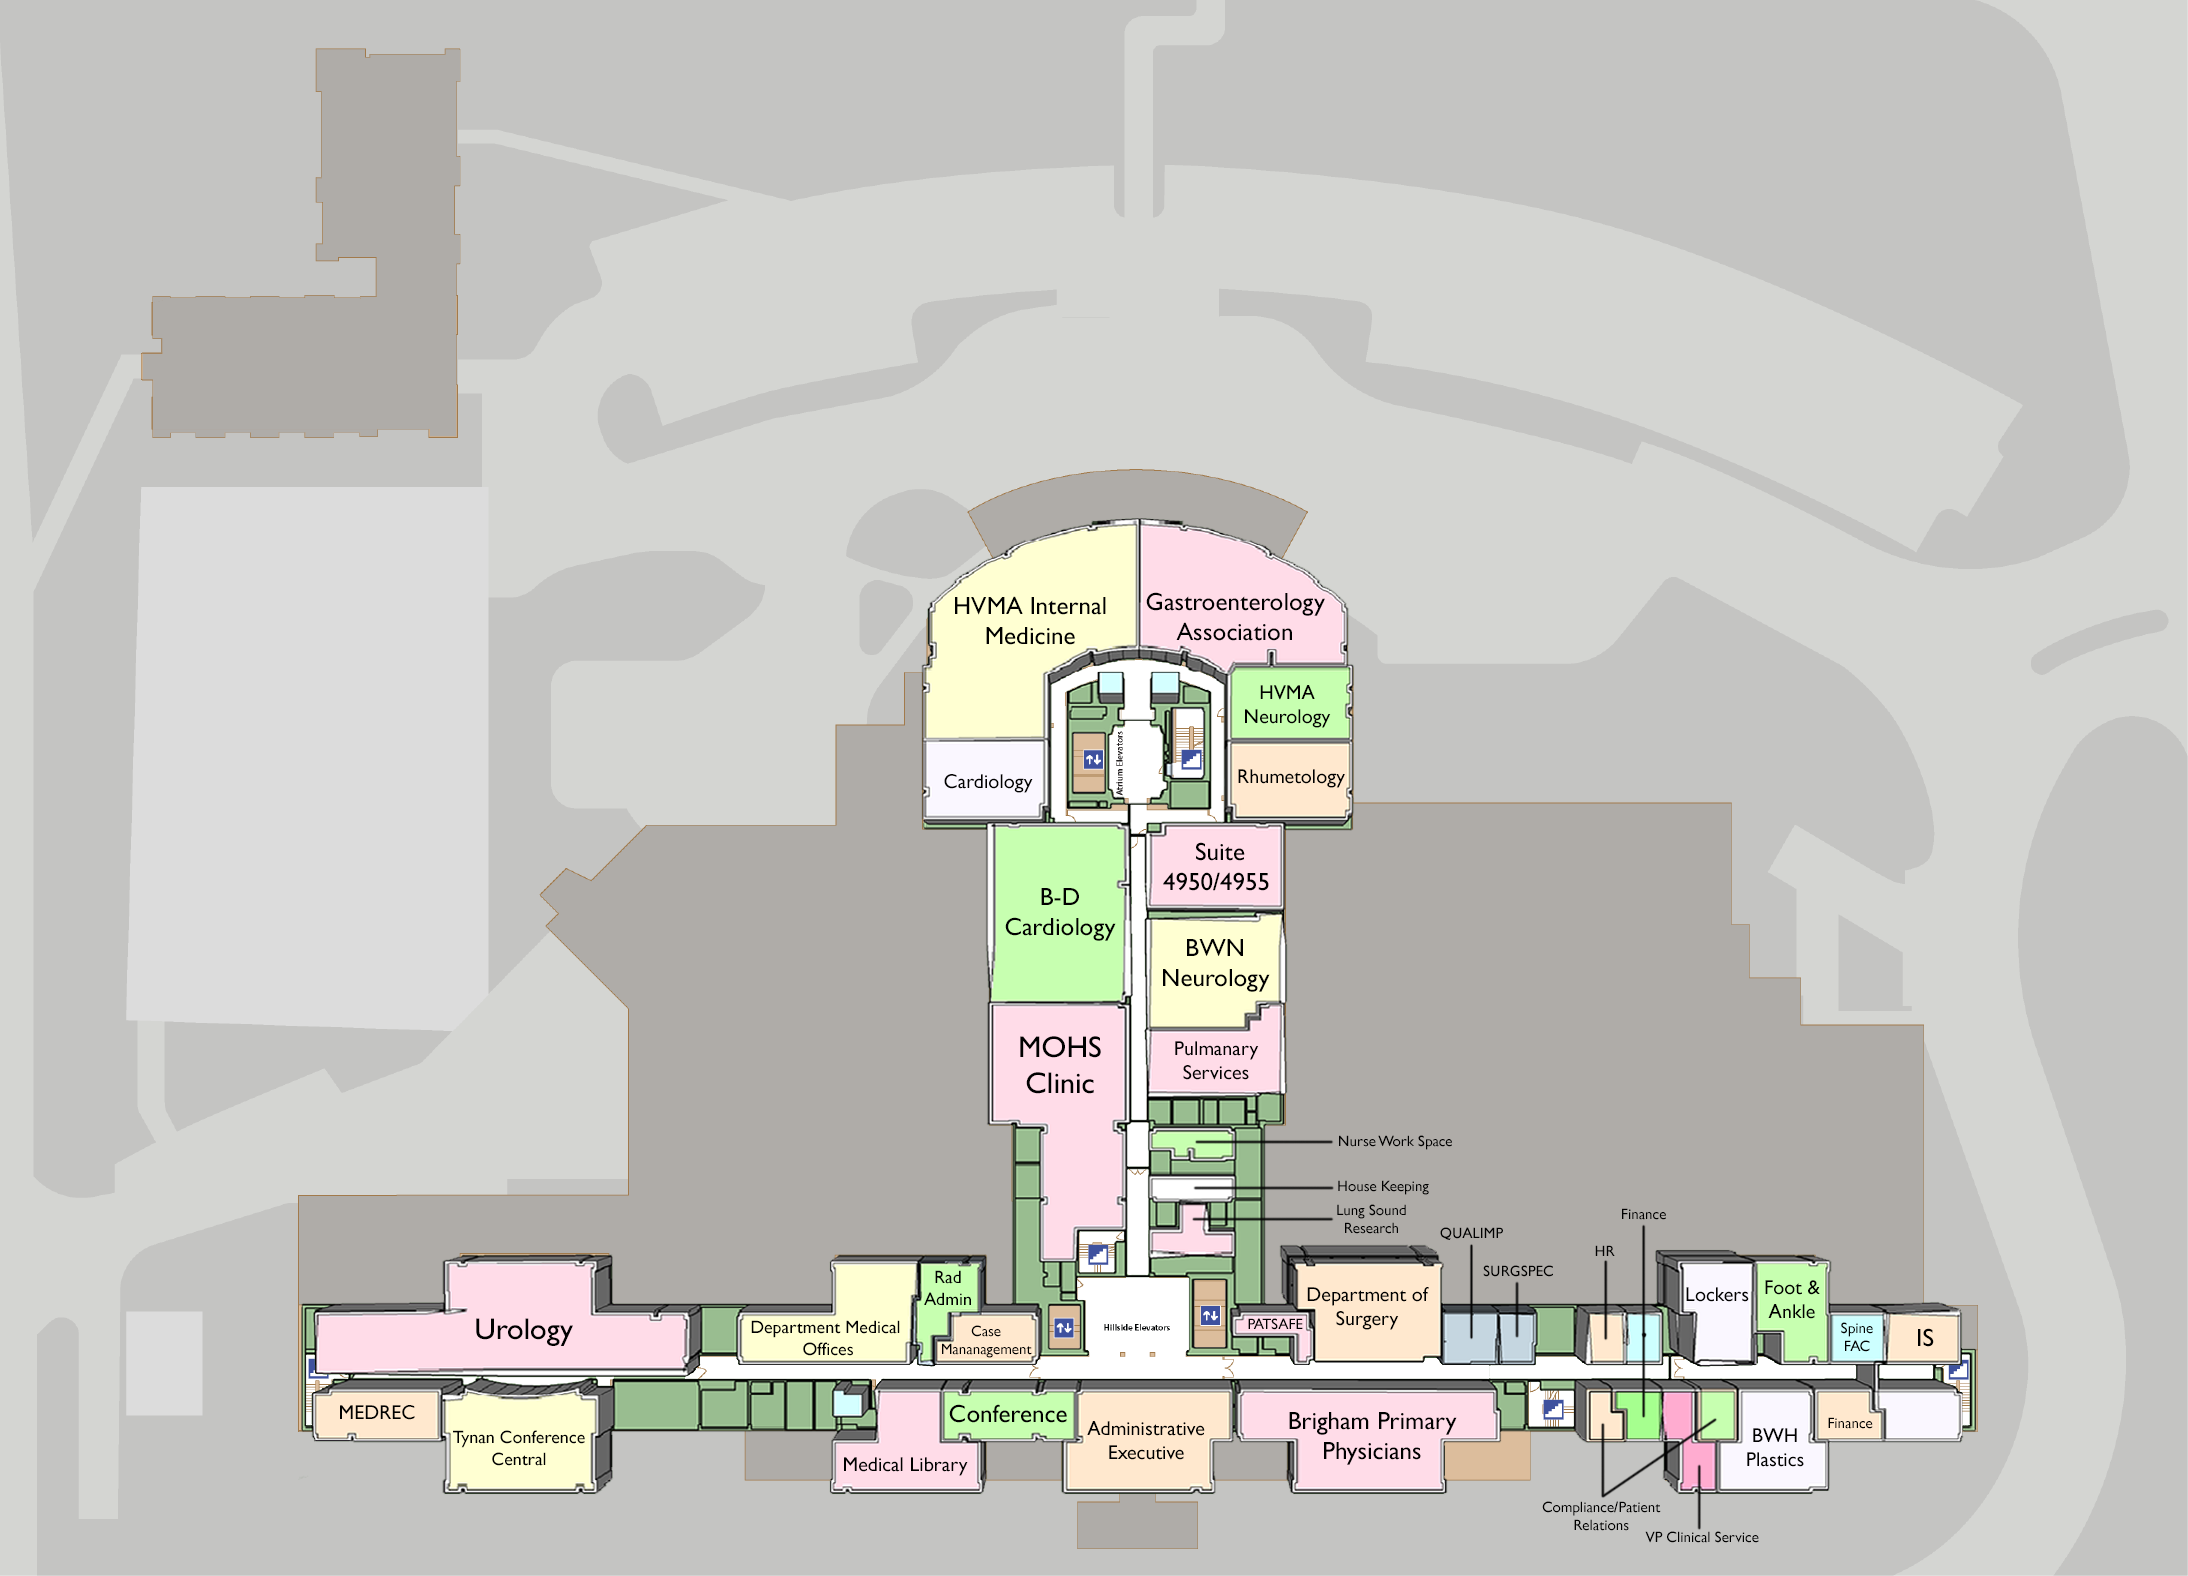 HVMA Internal
Medicine
Gastroenterology
Association
HVMA
Neurology
Cardiology
Atrium Elevators
Rhumetology
B-D
Cardiology
Suite
4950/4955
BWN
Neurology
MOHS
Clinic
Pulmanary
Services
Nurse Work Space
House Keeping
Lung Sound
Research
QUALIMP
SURGSPEC
HR
Finance
Urology
Department Medical
Offices
Rad
Admin
Case
Mananagement
Hillside Elevators
PATSAFE
Department of
Surgery
Lockers
Foot &
Ankle
Spine
FAC
IS
MEDREC
Tynan Conference
Central
Medical Library
Conference
Administrative
Executive
Brigham Primary
Physicians
BWH
Plastics
Finance
Compliance/Patient
Relations
VP Clinical Service